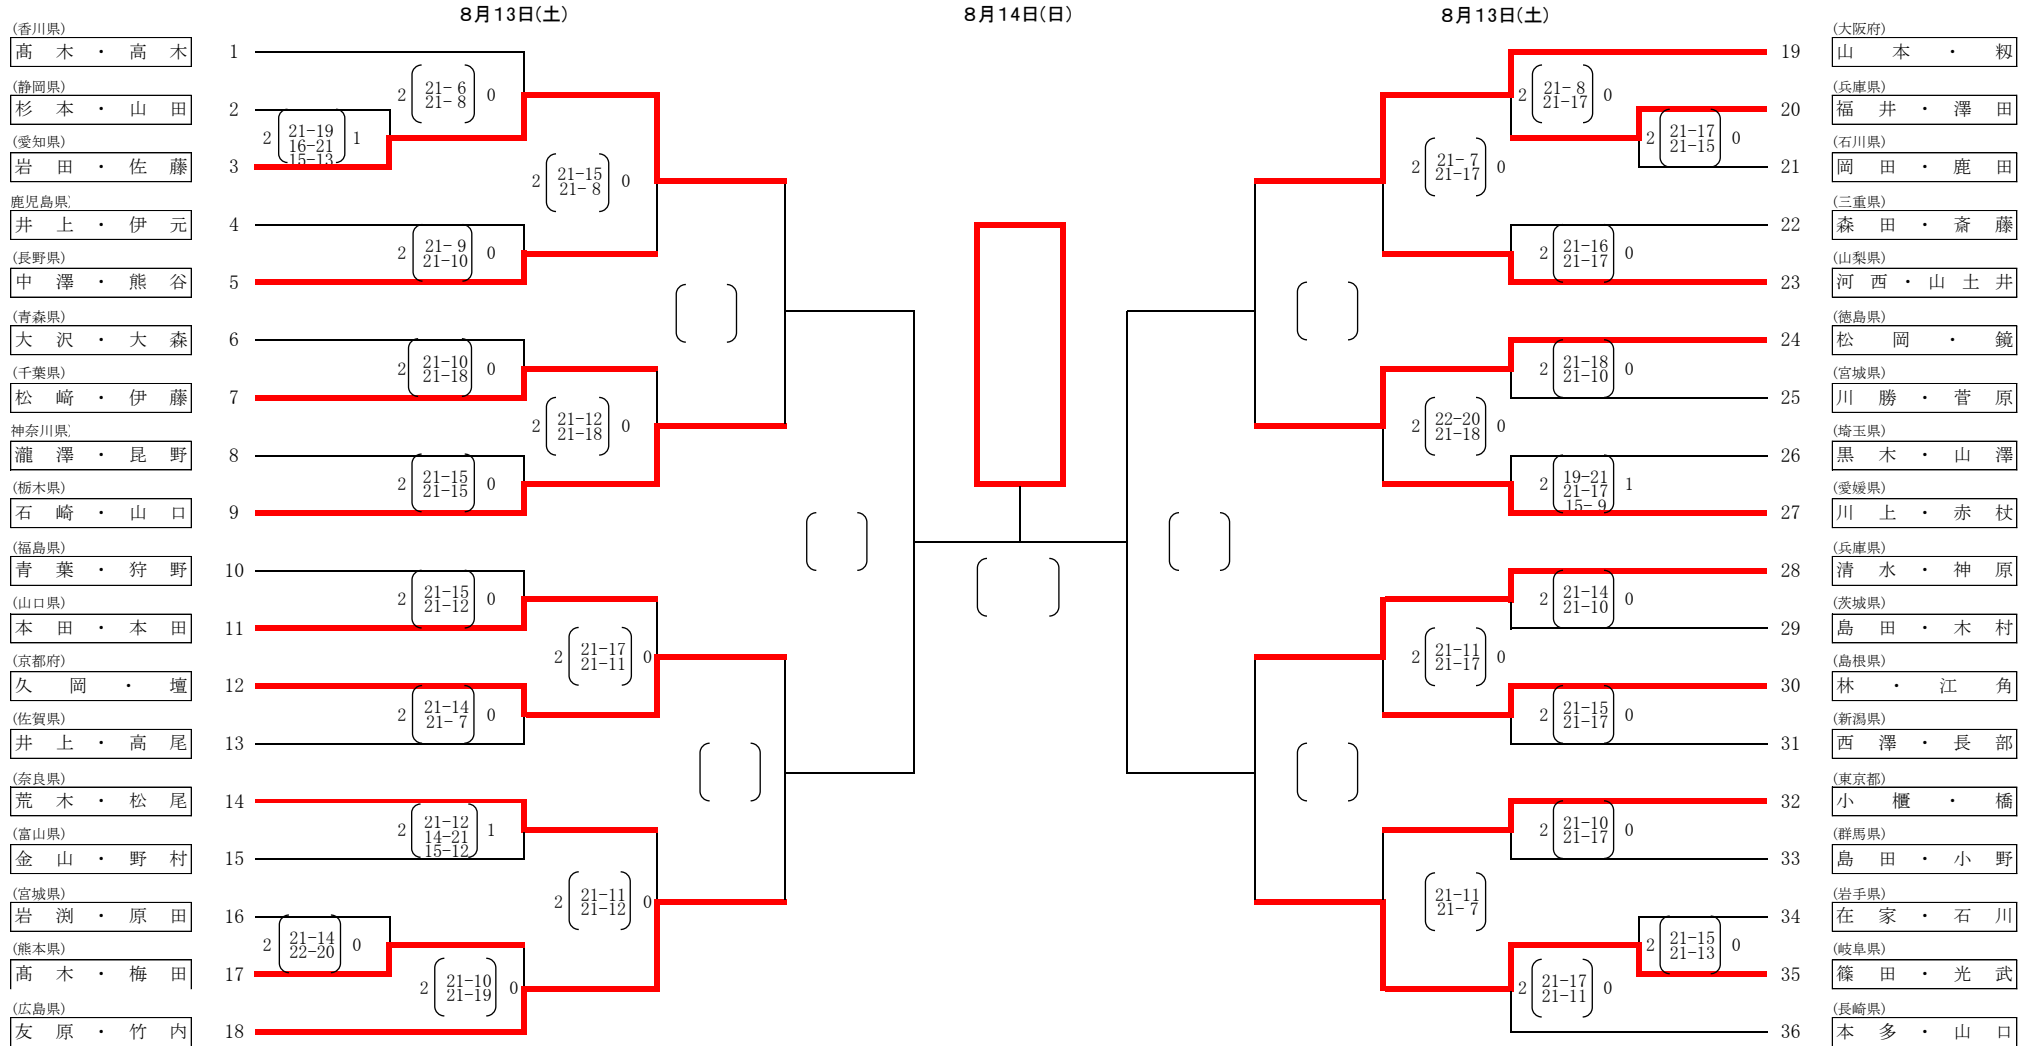 ８月13日(土)
８月14日(日)
８月13日(土)
(香川県)
髙木・高木 1
(静岡県)
杉本・山田 2
(愛知県)
岩田・佐藤 3
鹿児島県
井上・伊元 4
(長野県)
中澤・熊谷 5
(青森県)
大沢・大森 6
(千葉県)
松﨑・伊藤 7
神奈川県
瀧澤・昆野 8
(栃木県)
石崎・山口 9
(福島県)
青葉・狩野 10
(山口県)
本田・本田 11
(京都府)
久岡・壇 12
(佐賀県)
井上・高尾 13
(奈良県)
荒木・松尾 14
(富山県)
金山・野村 15
(宮城県)
岩渕・原田 16
(熊本県)
髙木・梅田 17
(広島県)
友原・竹内 18
2 21-19 1
16-21
15-13
2 21-14 0
22-20
2 21-6 0
21-8
2 21-9 0
21-10
2 21-10 0
21-18
2 21-15 0
21-15
2 21-15 0
21-12
2 21-14 0
21-7
2 21-12 1
14-21
15-12
2 21-10 0
21-19
2 21-15 0
21-8
2 21-12 0
21-18
2 21-17 0
21-11
2 21-11 0
21-12
2 21-7 0
21-17
2 22-20 0
21-18
2 21-11 0
21-17
21-11
21-7
2 21-8 0
21-17
2 21-16 0
21-17
2 21-18 0
21-10
2 19-21 1
21-17
15-9
2 21-14 0
21-10
2 21-15 0
21-17
2 21-10 0
21-17
2 21-17 0
21-11
2 21-17 0
21-15
2 21-15 0
21-13
(大阪府)
19 山本・籾
(兵庫県)
20 福井・澤田
(石川県)
21 岡田・鹿田
(三重県)
22 森田・斎藤
(山梨県)
23 河西・山土井
(徳島県)
24 松岡・鏡
(宮城県)
25 川勝・菅原
(埼玉県)
26 黒木・山澤
(愛媛県)
27 川上・赤杖
(兵庫県)
28 清水・神原
(茨城県)
29 島田・木村
(島根県)
30 林・江角
(新潟県)
31 西澤・長部
(東京都)
32 小櫃・橋
(群馬県)
33 島田・小野
(岩手県)
34 在家・石川
(岐阜県)
35 篠田・光武
(長崎県)
36 本多・山口